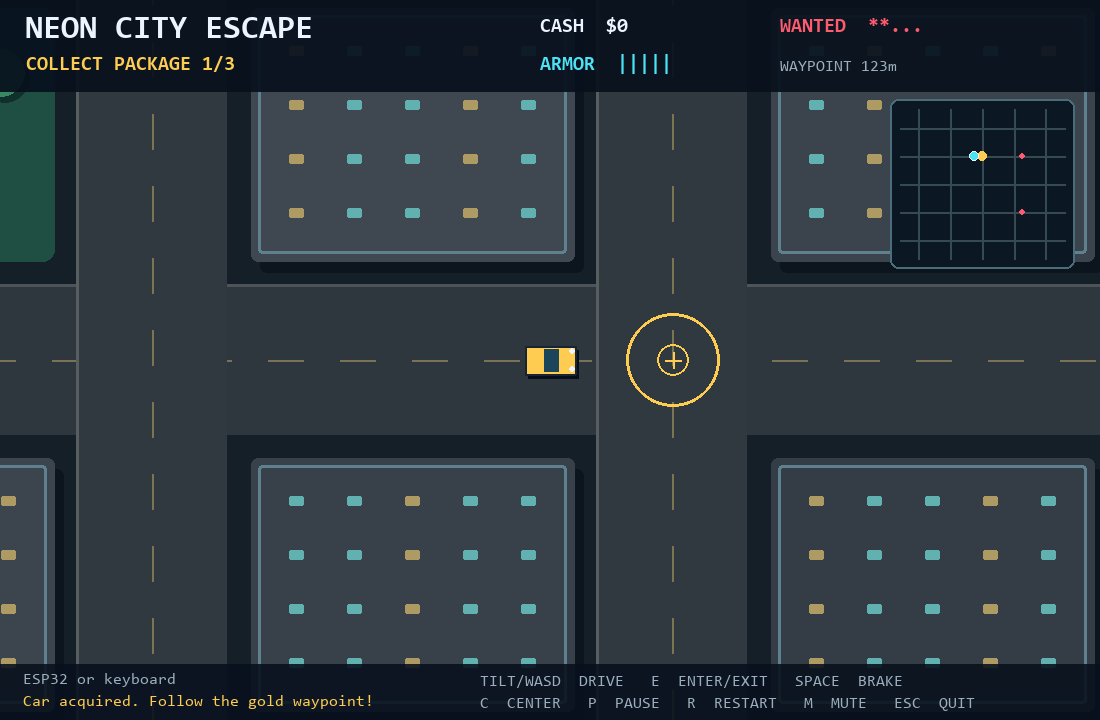 NEON CITY ESCAPE
COLLECT PACKAGE 1/3
CASH $0
ARMOR |||||
WANTED **...
WAYPOINT 123m
ESP32 or keyboard
Car acquired. Follow the gold waypoint!
TILT/WASD DRIVE E ENTER/EXIT SPACE BRAKE
C CENTER P PAUSE R RESTART M MUTE ESC QUIT